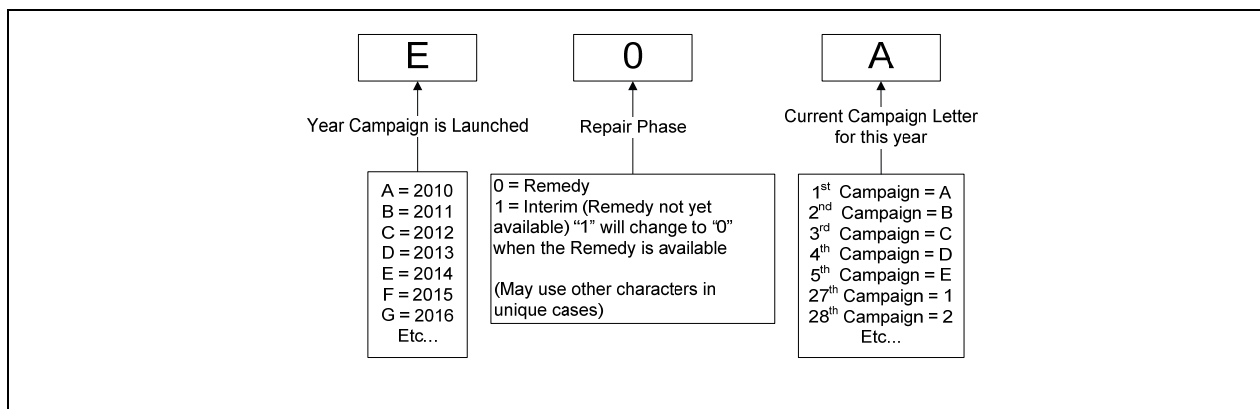 E
0
A
Year Campaign is Launched
Repair Phase
Current Campaign Letter
for this year
A = 2010
B = 2011
C = 2012
D = 2013
E = 2014
F = 2015
G = 2016
Etc...
0 = Remedy
1 = Interim (Remedy not yet
available) “1” will change to “0”
when the Remedy is available
(May use other characters in
unique cases)
1st Campaign = A
2nd Campaign = B
3rd Campaign = C
4th Campaign = D
5th Campaign = E
27th Campaign = 1
28th Campaign = 2
Etc...